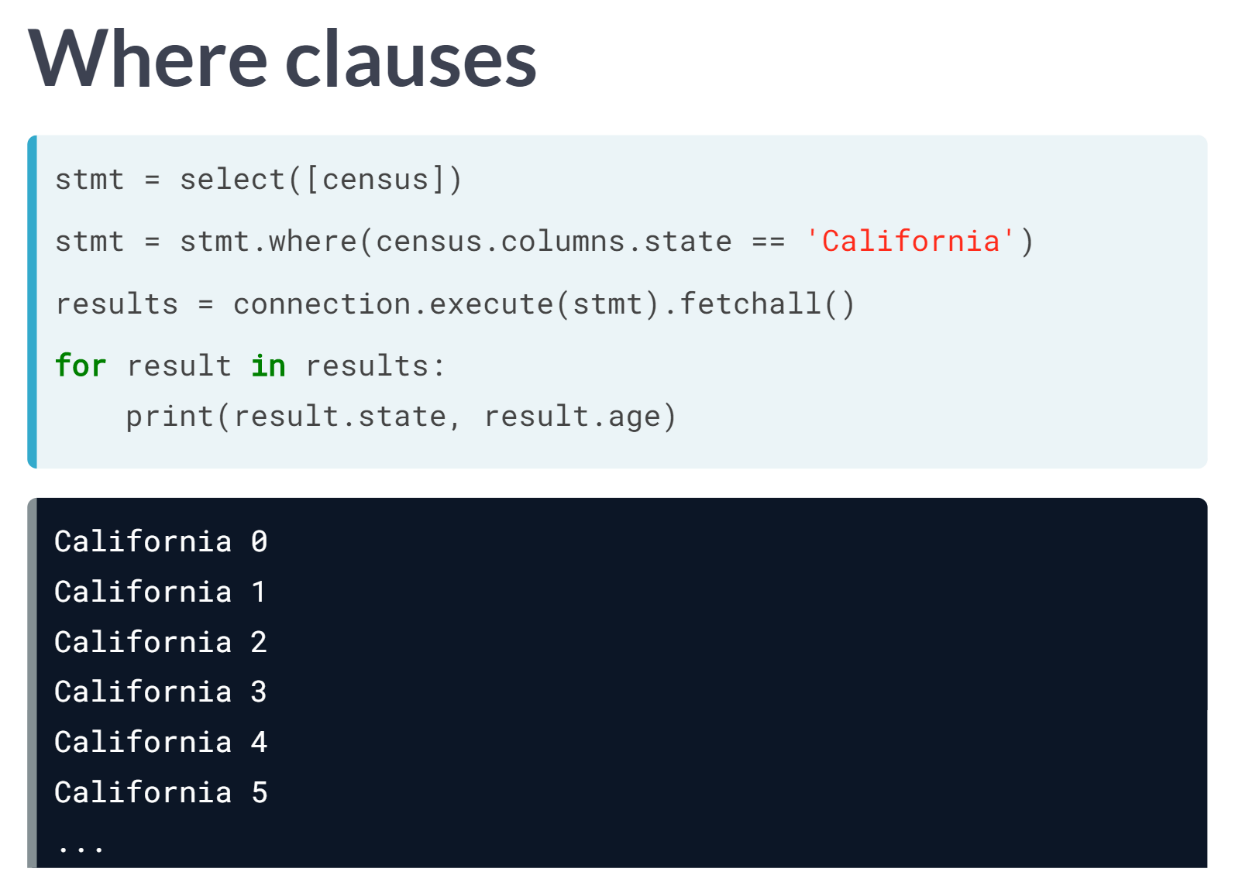 Where clauses
stmt = select([census])
stmt = stmt.where(census.columns.state == 'California')
results = connection.execute(stmt).fetchall()
for result in results:
    print(result.state, result.age)
California 0
California 1
California 2
California 3
California 4
California 5
...